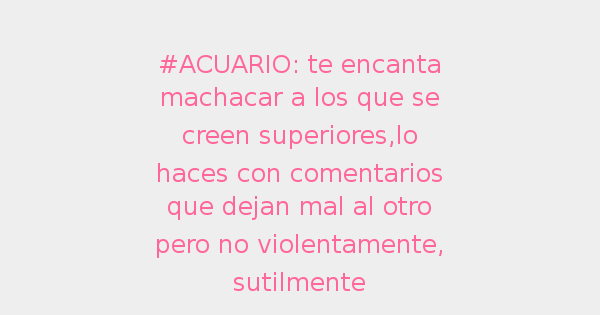 #ACUARIO: te encanta
machacar a los que se
creen superiores,lo
haces con comentarios
que dejan mal al otro
pero no violentamente,
sutilmente